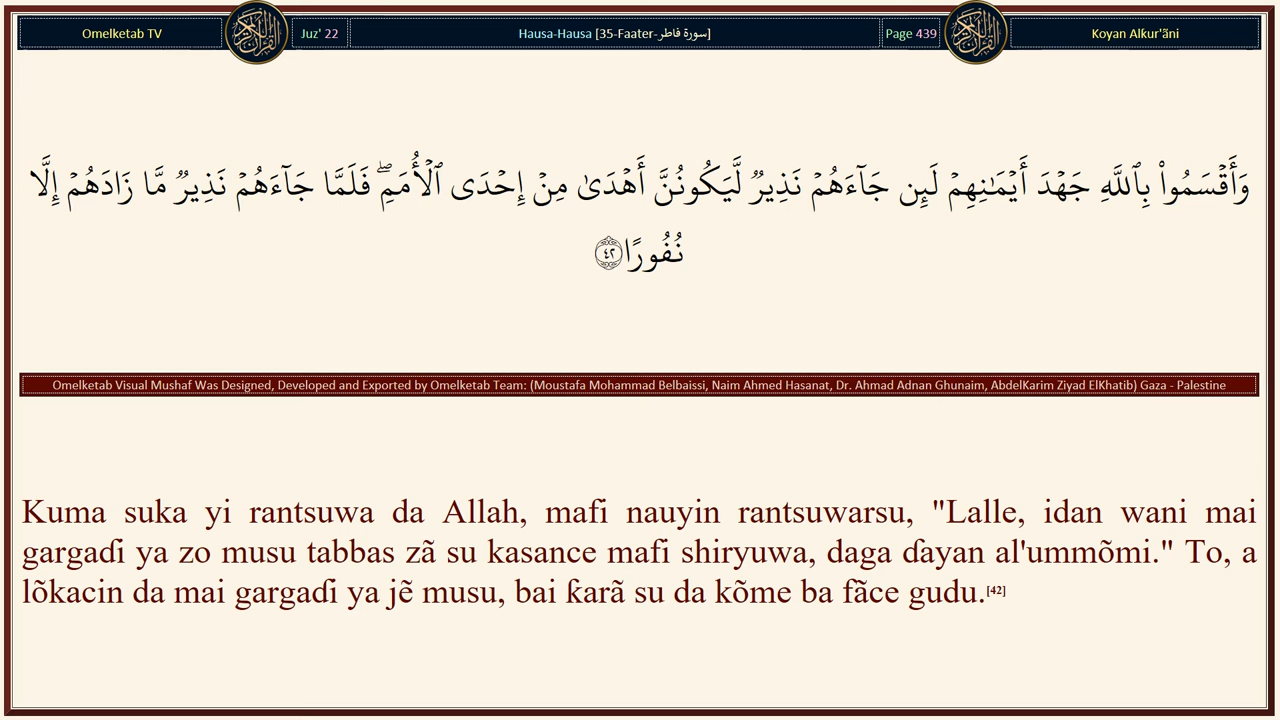 Omelketab TV
Juz' 22
Hausa-Hausa [35-Faater-سورة فاطر]
Page 439
Koyan Alƙur'ãni
وَأَقۡسَمُواْ بِٱللَّهِ جَهۡدَ أَيۡمَٰنِهِمۡ لَئِن جَآءَهُمۡ نَذِيرٞ لَّيَكُونُنَّ أَهۡدَىٰ مِنۡ إِحۡدَى ٱلۡأُمَمِۖ فَلَمَّا جَآءَهُمۡ نَذِيرٞ مَّا زَادَهُمۡ إِلَّا
نُفُورًا ٤٢
Omelketab Visual Mushaf Was Designed, Developed and Exported by Omelketab Team: (Moustafa Mohammad Belbaissi, Naim Ahmed Hasanat, Dr. Ahmad Adnan Ghunaim, AbdelKarim Ziyad ElKhatib) Gaza - Palestine
Kuma suka yi rantsuwa da Allah, mafi nauyin rantsuwarsu, "Lalle, idan wani mai
gargaɗi ya zo musu tabbas zã su kasance mafi shiryuwa, daga ɗayan al'ummõmi." To, a
lõkacin da mai gargaɗi ya jẽ musu, bai ƙarã su da kõme ba fãce gudu.[42]